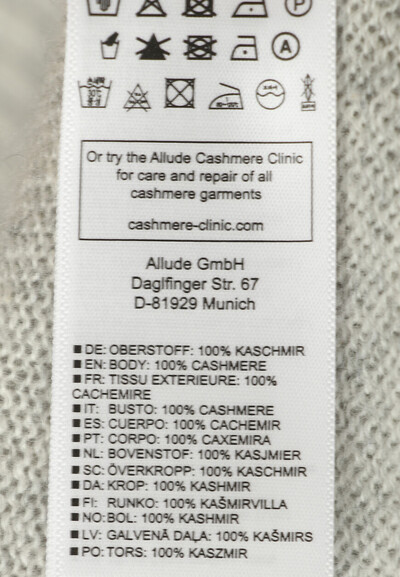 P
A
30°C
Or try the Allude Cashmere Clinic
for care and repair of all
cashmere garments
cashmere-clinic.com
Allude GmbH
Daglfinger Str. 67
D-81929 Munich
■ DE: OBERSTOFF: 100% KASCHMIR
■ EN: BODY: 100% CASHMERE
■ FR: TISSU EXTERIEURE: 100%
CACHEMIRE
■ IT: BUSTO: 100% CASHMERE
■ ES: CUERPO: 100% CACHEMIR
■ PT: CORPO: 100% CAXEMIRA
■ NL: BOVENSTOF: 100% KASJMIER
■ SC: ÖVERKROPP: 100% KASCHMIR
■ DA: KROP: 100% KASHMIR
■ FI: RUNKO: 100% KAŠMIRVILLA
■ NO: BOL: 100% KASHMIR
■ LV: GALVENĀ DAĻA: 100% KAŠMIRS
■ PO: TORS: 100% KASZMIR